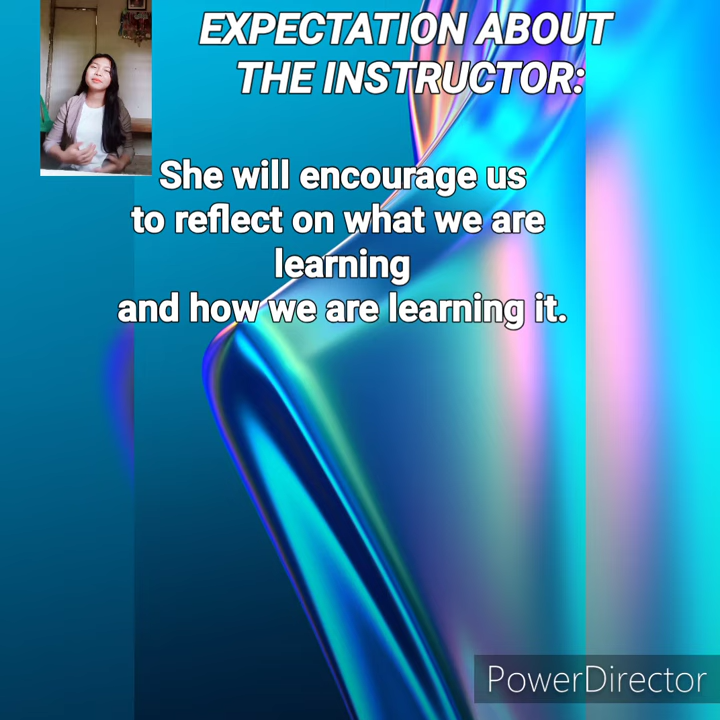 EXPECTATION ABOUT
THE INSTRUCTOR:
She will encourage us
to reflect on what we are
learning
and how we are learning it.
PowerDirector